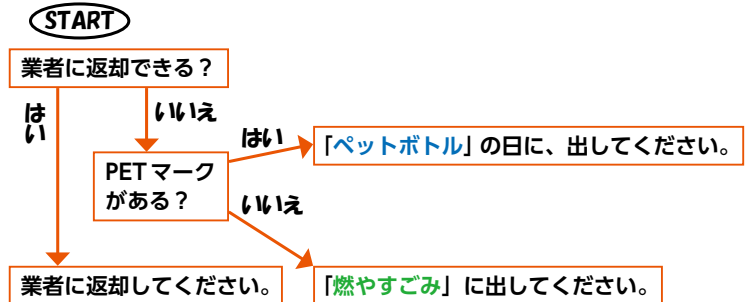 START
業者に返却できる？
はい
いいえ
はい
「ペットボトル」の日に、出してください。
PETマーク
がある？
いいえ
業者に返却してください。
「燃やすごみ」に出してください。